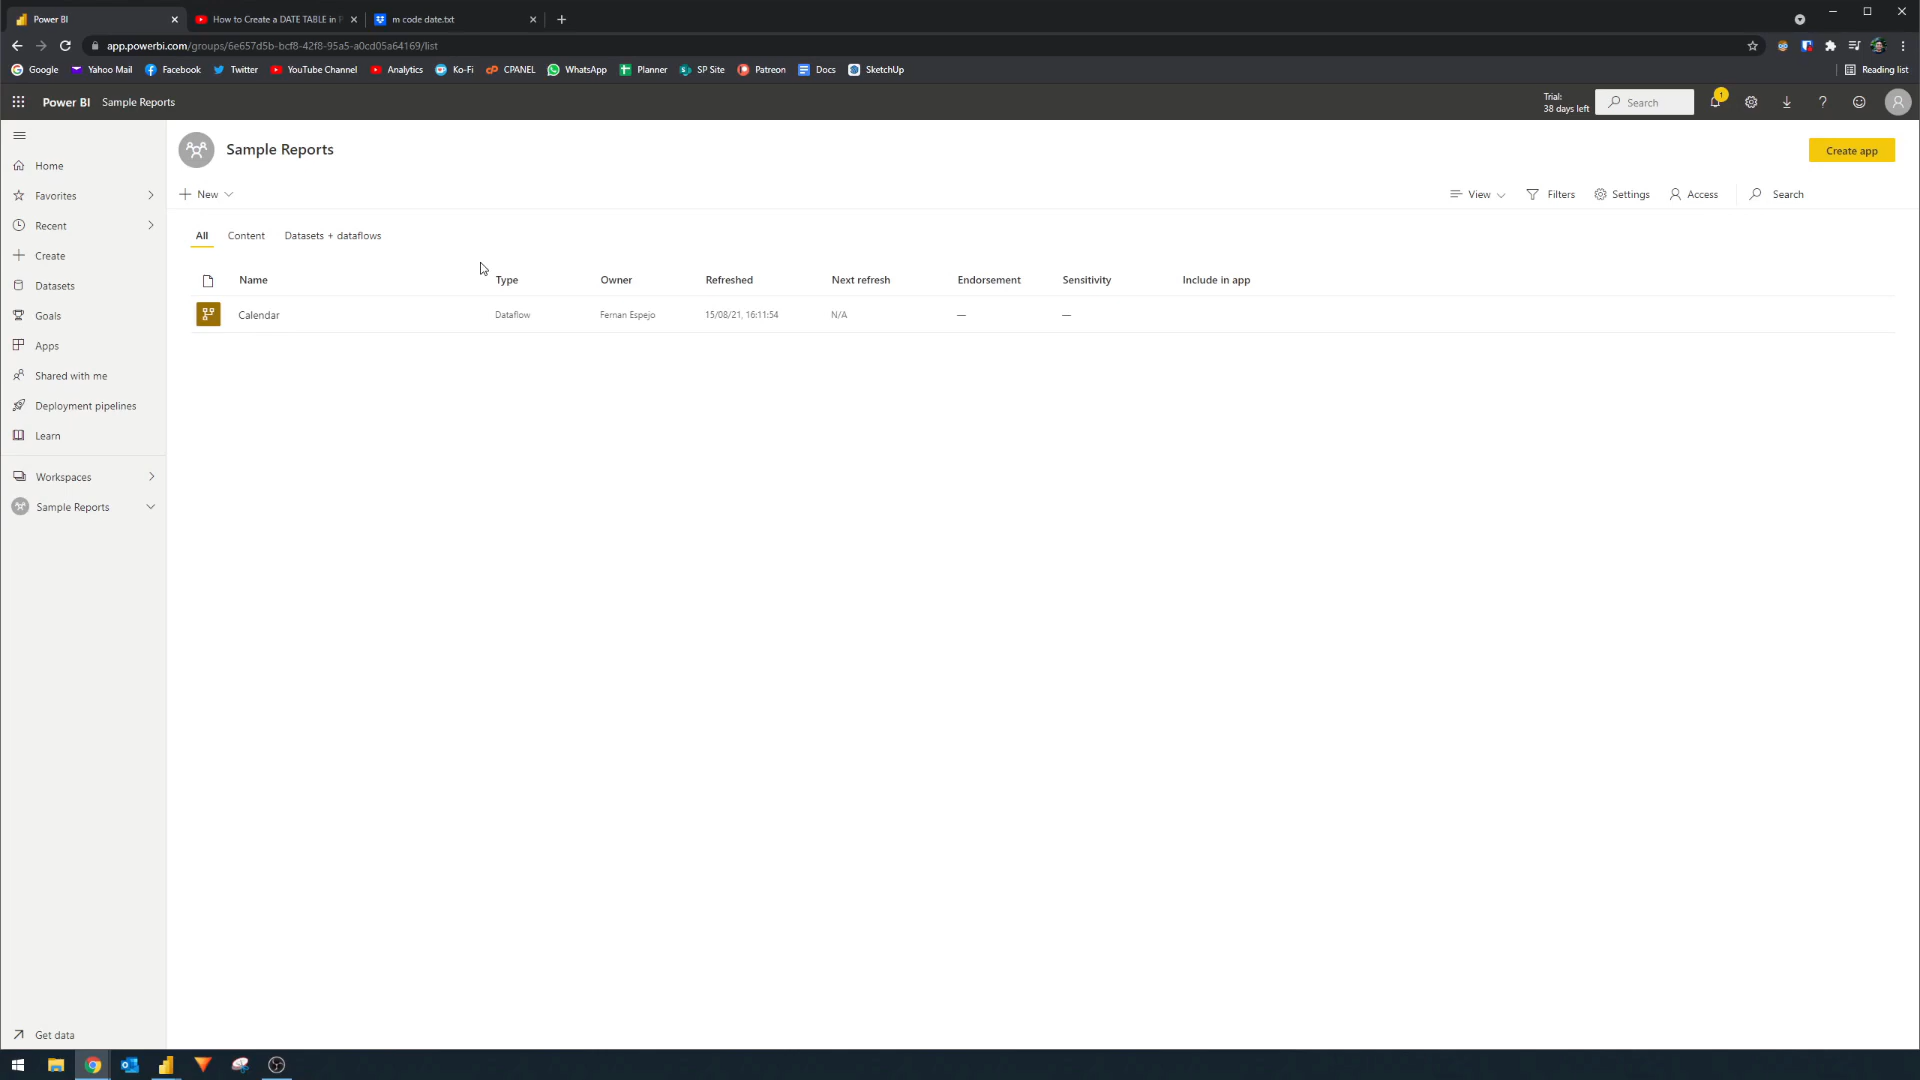 Power BI
How to Create a DATE TABLE in
m code date.txt
app.powerbi.com/groups/6e657d5b-bcf8-42f8-95a5-a0cd05a64169/list
Google
Yahoo Mail
Facebook
Twitter
YouTube Channel
Analytics
Ko-Fi
CPANEL
WhatsApp
Planner
SP Site
Patreon
Docs
SketchUp
Reading list
Power BI
Sample Reports
Trial:
38 days left
Search
1
Home
Favorites
Recent
Create
Datasets
Goals
Apps
Shared with me
Deployment pipelines
Learn
Workspaces
Sample Reports
Get data
Sample Reports
Create app
New
View
Filters
Settings
Access
Search
All
Content
Datasets + dataflows
Name
Type
Owner
Refreshed
Next refresh
Endorsement
Sensitivity
Include in app
Calendar
Dataflow
Fernan Espejo
15/08/21, 16:11:54
N/A
—
—